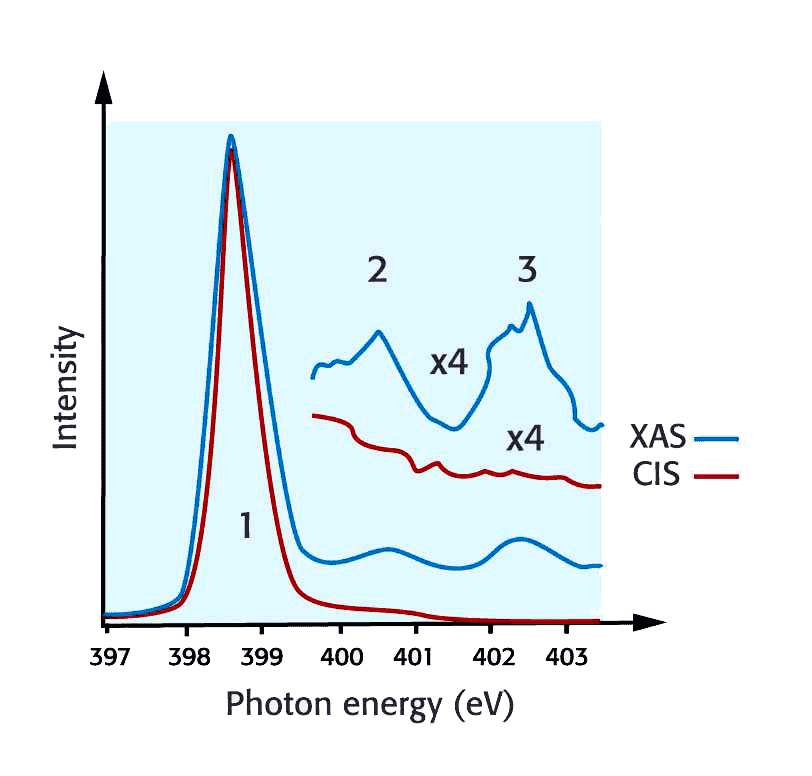 2
3
x4
x4
XAS
CIS
1
Intensity
397 398 399 400 401 402 403
Photon energy (eV)